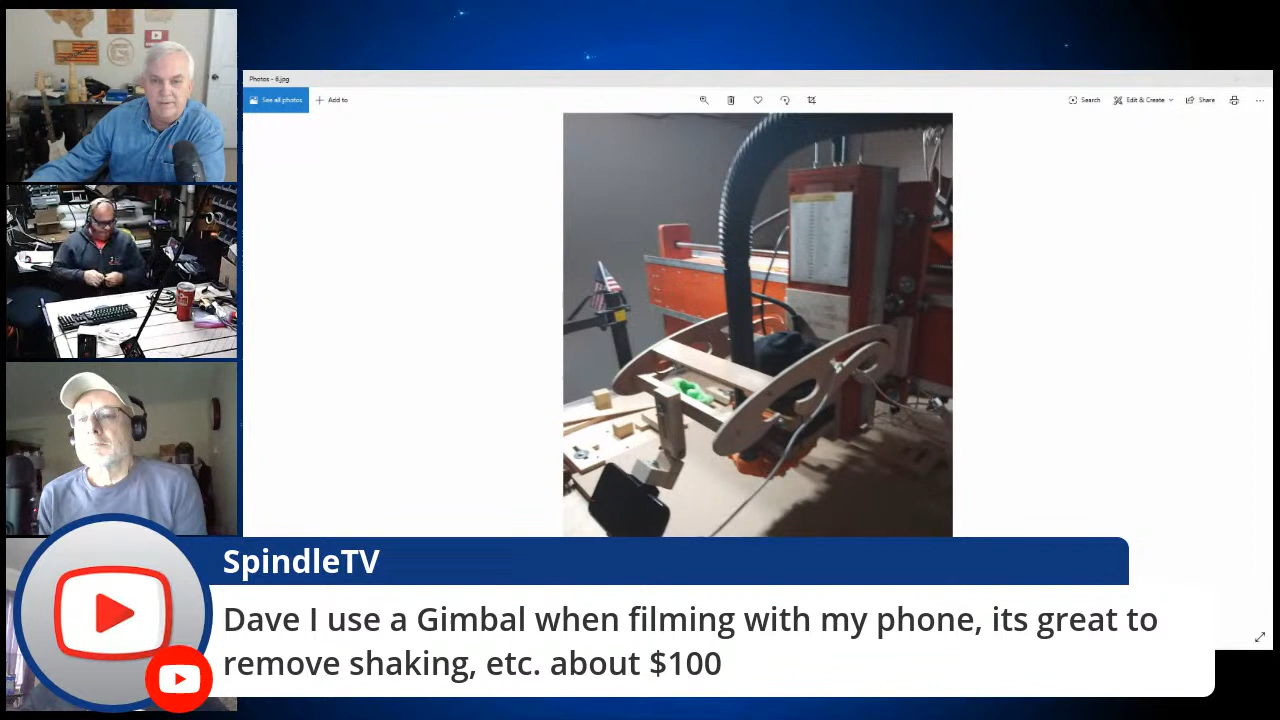 Photos - 6.jpg
See all photos
Add to
Search
Edit & Create
Share
SpindleTV
Dave I use a Gimbal when filming with my phone, its great to
remove shaking, etc. about $100